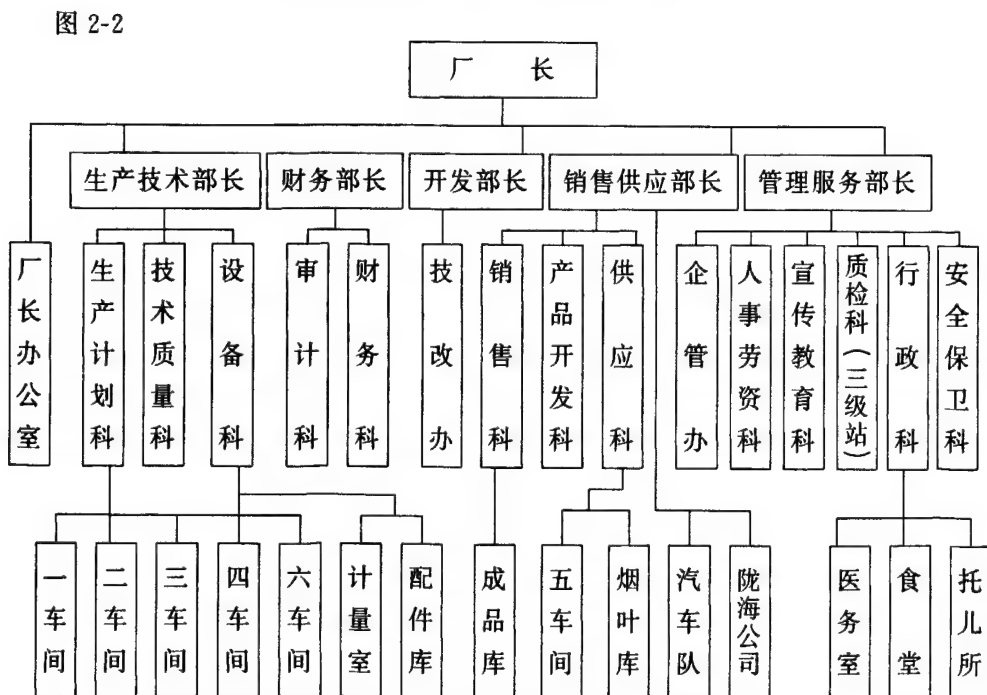 图 2-2
厂长
生产技术部长
财务部长
开发部长
销售供应部长
管理服务部长
厂长办公室
生产计划科
技术质量科
设备科
审计科
财务科
技改办
销售科
产品开发科
供应科
企管办
人事劳资科
宣传教育科
质检科(三级站)
行政科
安全保卫科
一车间
二车间
三车间
四车间
六车间
计量室
配件库
成品库
五车间
烟叶库
汽车队
陇海公司
医务室
食堂
托儿所